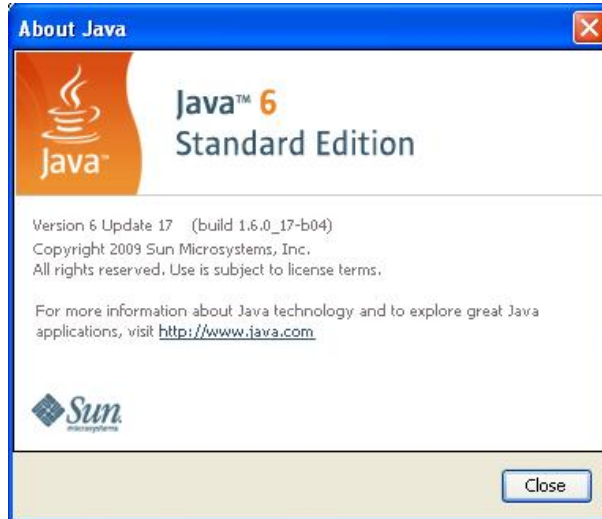 About Java
Java™
Java™ 6
Standard Edition
Version 6 Update 17 (build 1.6.0_17-b04)
Copyright 2009 Sun Microsystems, Inc.
All rights reserved. Use is subject to license terms.
For more information about Java technology and to explore great Java
applications, visit http://www.java.com
Sun
microsystems
Close